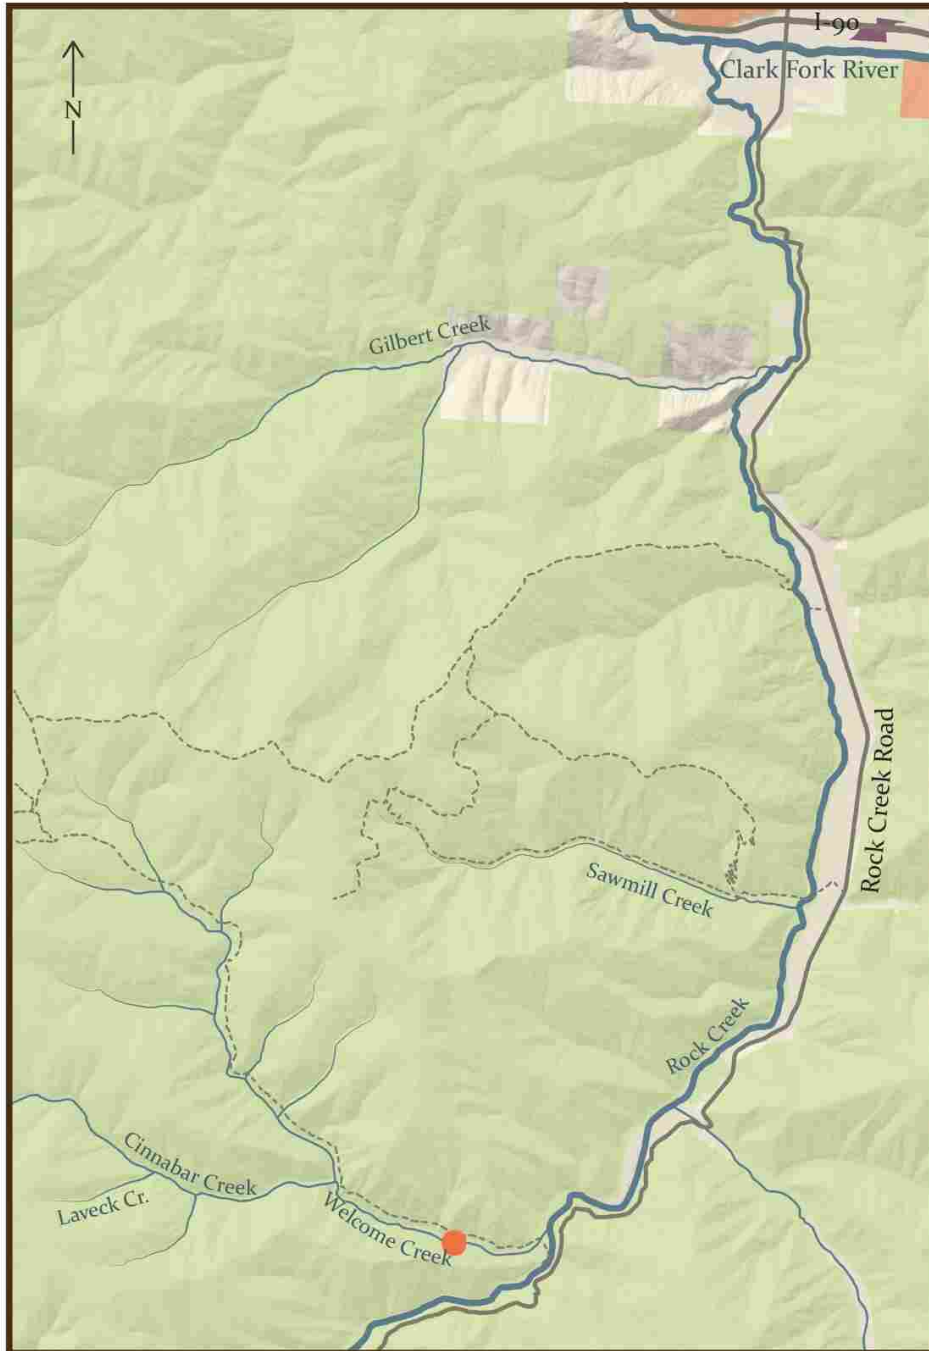 I-90
Clark Fork River
N
Gilbert Creek
Rock Creek Road
Sawmill Creek
Rock Creek
Cinnabar Creek
Laveck Cr.
Welcome Creek